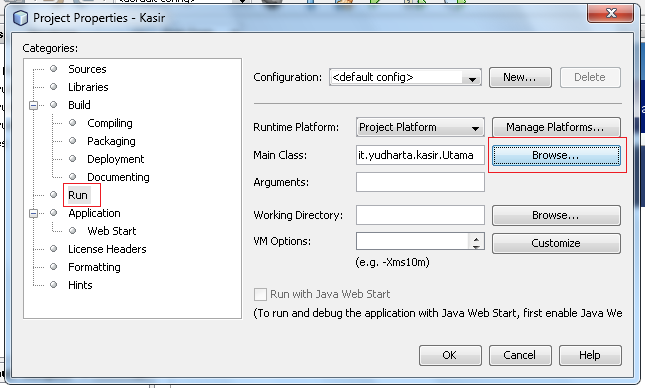 <default config>
Project Properties - Kasir
Categories:
Sources
Libraries
Build
Compiling
Packaging
Deployment
Documenting
Run
Application
Web Start
License Headers
Formatting
Hints
Configuration: <default config> New... Delete
Runtime Platform: Project Platform Manage Platforms...
Main Class: it.yudharta.kasir.Utama Browse...
Arguments:
Working Directory: Browse...
VM Options: Customize
(e.g. -Xms10m)
Run with Java Web Start
(To run and debug the application with Java Web Start, first enable Java We
OK Cancel Help